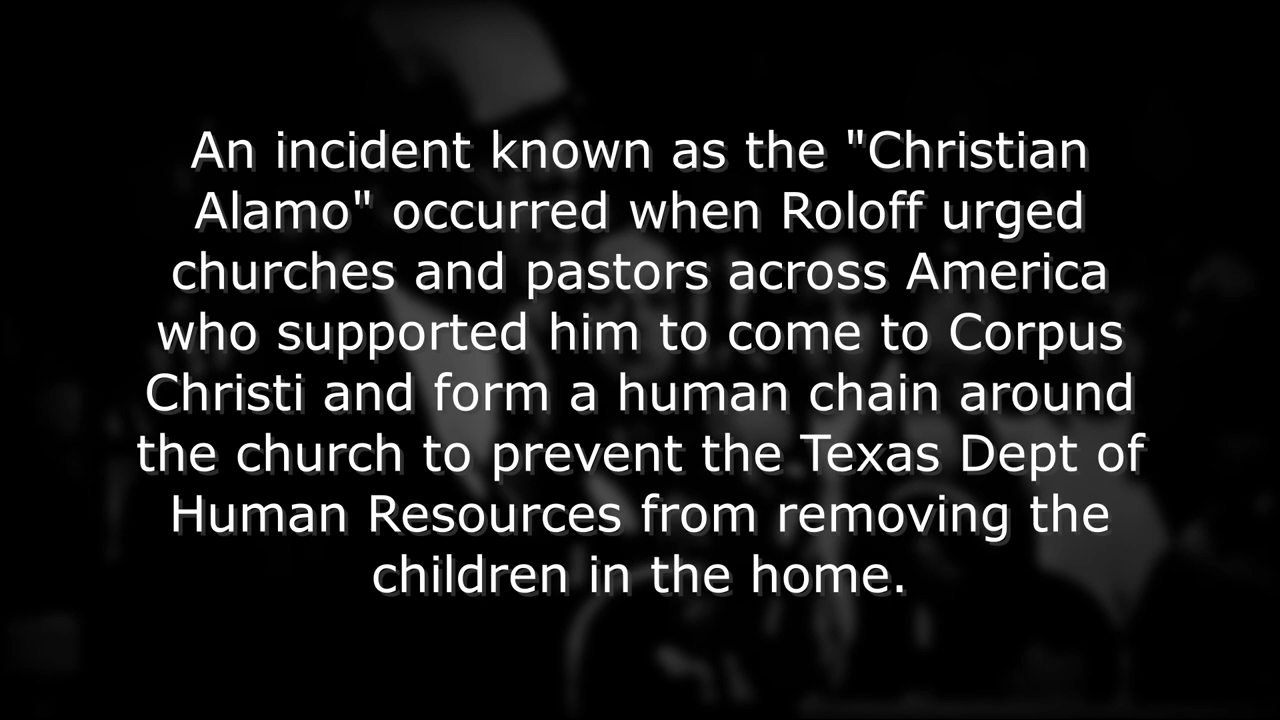 An incident known as the "Christian
Alamo" occurred when Roloff urged
churches and pastors across America
who supported him to come to Corpus
Christi and form a human chain around
the church to prevent the Texas Dept of
Human Resources from removing the
children in the home.